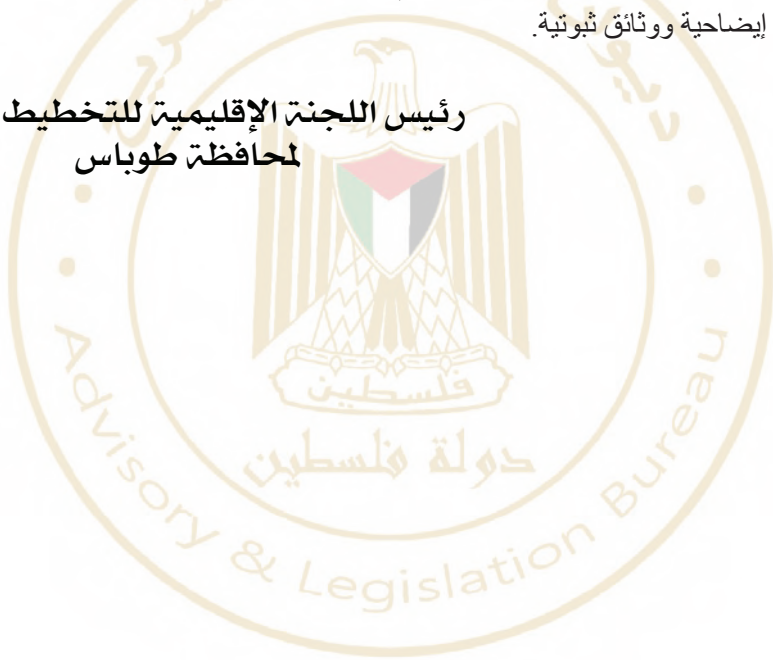 إيضاحية ووثائق ثبوتية.
رئيس اللجنة الإقليمية للتخطيط
لمحافظة طوباس
فلسطين
دولة فلسطين
Advisory & Legislation Bureau